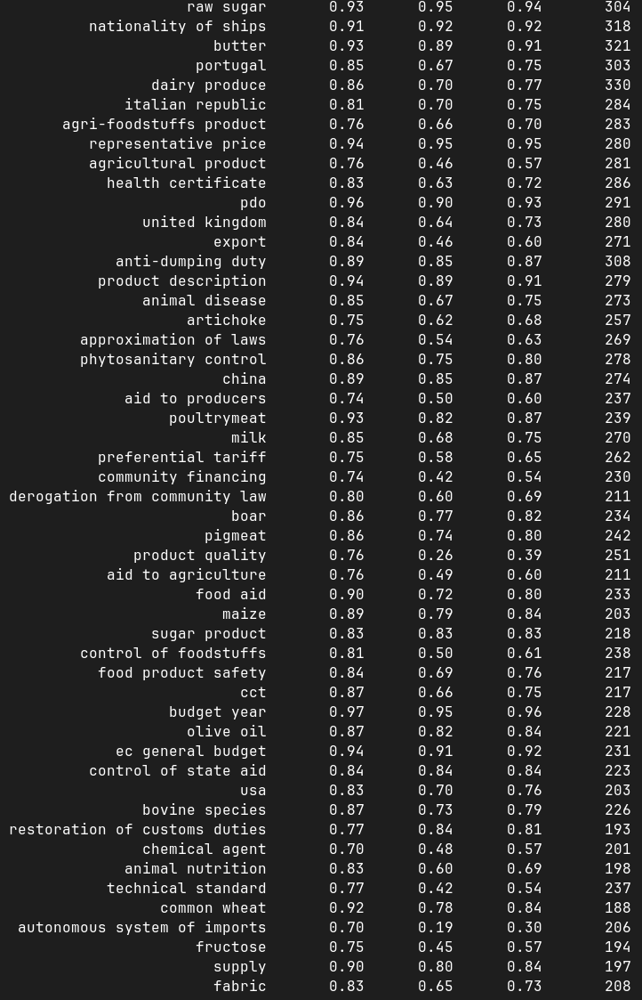 raw sugar 0.93 0.95 0.94 304
nationality of ships 0.91 0.92 0.92 318
butter 0.93 0.89 0.91 321
portugal 0.85 0.67 0.75 303
dairy produce 0.86 0.70 0.77 330
italian republic 0.81 0.70 0.75 284
agri-foodstuffs product 0.76 0.66 0.70 283
representative price 0.94 0.95 0.95 280
agricultural product 0.76 0.46 0.57 281
health certificate 0.83 0.63 0.72 286
pdo 0.96 0.90 0.93 291
united kingdom 0.84 0.64 0.73 280
export 0.84 0.46 0.60 271
anti-dumping duty 0.89 0.85 0.87 308
product description 0.94 0.89 0.91 279
animal disease 0.85 0.67 0.75 273
artichoke 0.75 0.62 0.68 257
approximation of laws 0.76 0.54 0.63 269
phytosanitary control 0.86 0.75 0.80 278
china 0.89 0.85 0.87 274
aid to producers 0.74 0.50 0.60 237
poultrymeat 0.93 0.82 0.87 239
milk 0.85 0.68 0.75 270
preferential tariff 0.75 0.58 0.65 262
community financing 0.74 0.42 0.54 230
derogation from community law 0.80 0.60 0.69 211
boar 0.86 0.77 0.82 234
pigmeat 0.86 0.74 0.80 242
product quality 0.76 0.26 0.39 251
aid to agriculture 0.76 0.49 0.60 211
food aid 0.90 0.72 0.80 233
maize 0.89 0.79 0.84 203
sugar product 0.83 0.83 0.83 218
control of foodstuffs 0.81 0.50 0.61 238
food product safety 0.84 0.69 0.76 217
cct 0.87 0.66 0.75 217
budget year 0.97 0.95 0.96 228
olive oil 0.87 0.82 0.84 221
ec general budget 0.94 0.91 0.92 231
control of state aid 0.84 0.84 0.84 223
usa 0.83 0.70 0.76 203
bovine species 0.87 0.73 0.79 226
restoration of customs duties 0.77 0.84 0.81 193
chemical agent 0.70 0.48 0.57 201
animal nutrition 0.83 0.60 0.69 198
technical standard 0.77 0.42 0.54 237
common wheat 0.92 0.78 0.84 188
autonomous system of imports 0.70 0.19 0.30 206
fructose 0.75 0.45 0.57 194
supply 0.90 0.80 0.84 197
fabric 0.83 0.65 0.73 208